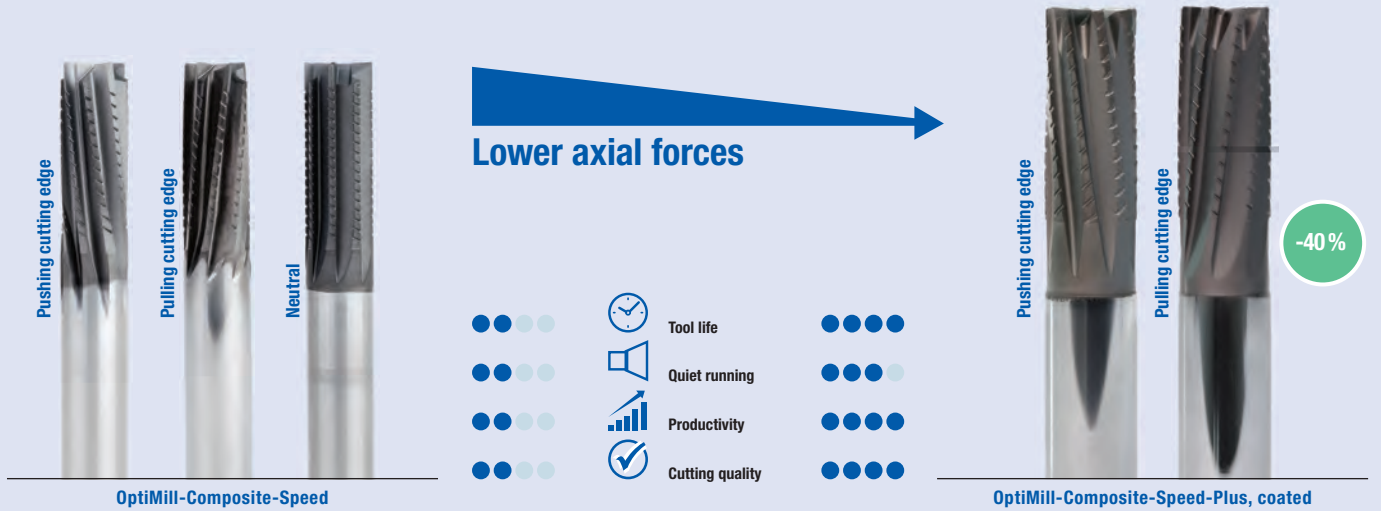 Pushing cutting edge
Pulling cutting edge
Neutral
Lower axial forces
Tool life
Quiet running
Productivity
Cutting quality
Pushing cutting edge
Pulling cutting edge
-40 %
OptiMill-Composite-Speed
OptiMill-Composite-Speed-Plus, coated